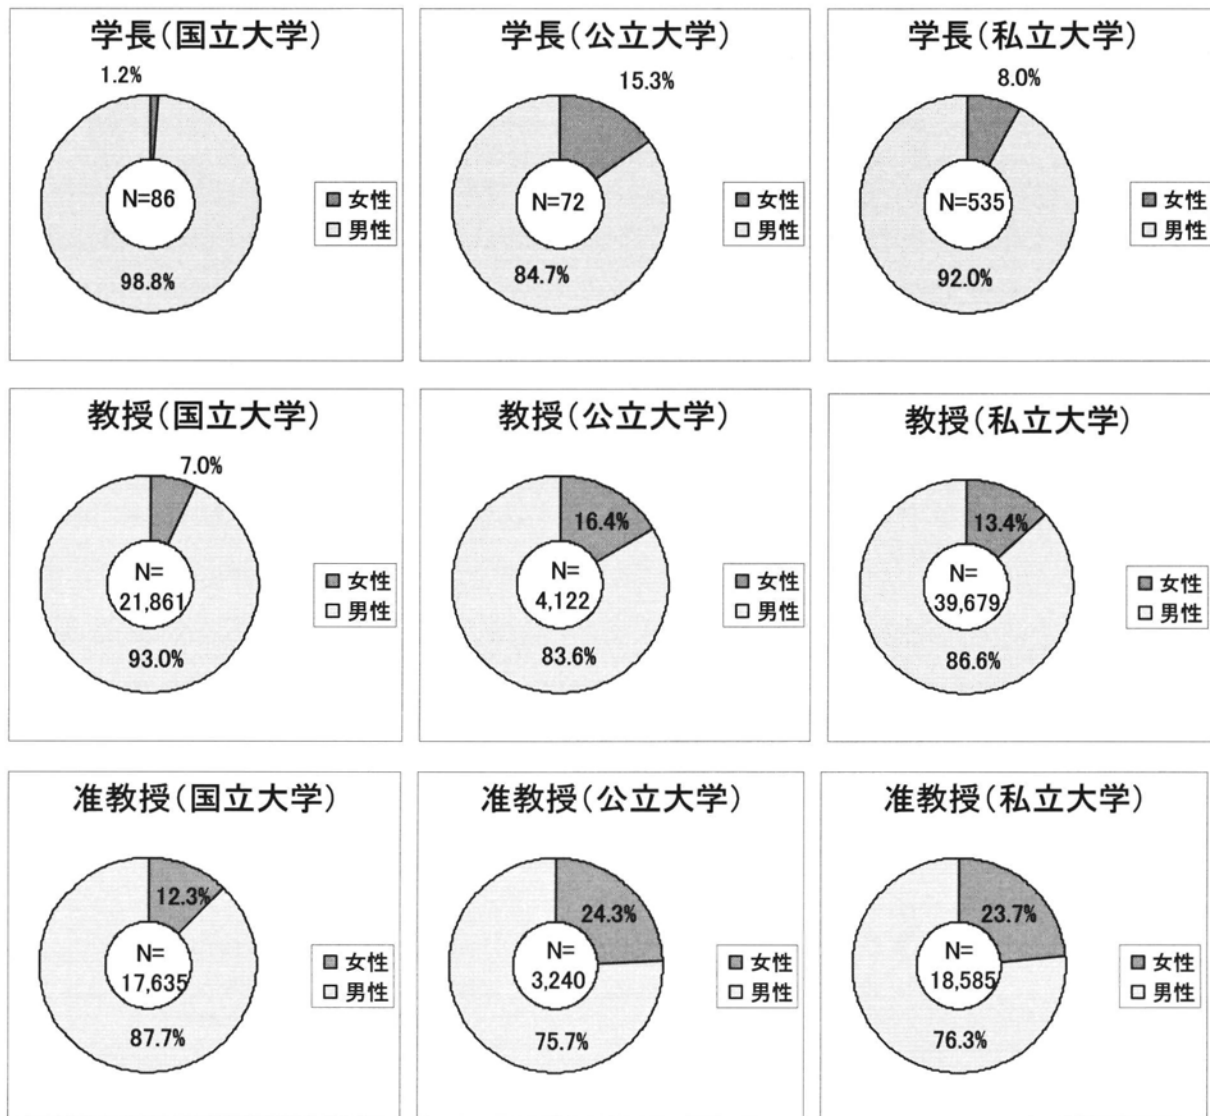 学長(国立大学)
1.2%
N=86
98.8%
女性
男性
学長(公立大学)
15.3%
N=72
84.7%
女性
男性
学長(私立大学)
8.0%
N=535
92.0%
女性
男性
教授(国立大学)
7.0%
N=
21,861
93.0%
女性
男性
教授(公立大学)
16.4%
N=
4,122
83.6%
女性
男性
教授(私立大学)
13.4%
N=
39,679
86.6%
女性
男性
准教授(国立大学)
12.3%
N=
17,635
87.7%
女性
男性
准教授(公立大学)
24.3%
N=
3,240
75.7%
女性
男性
准教授(私立大学)
23.7%
N=
18,585
76.3%
女性
男性